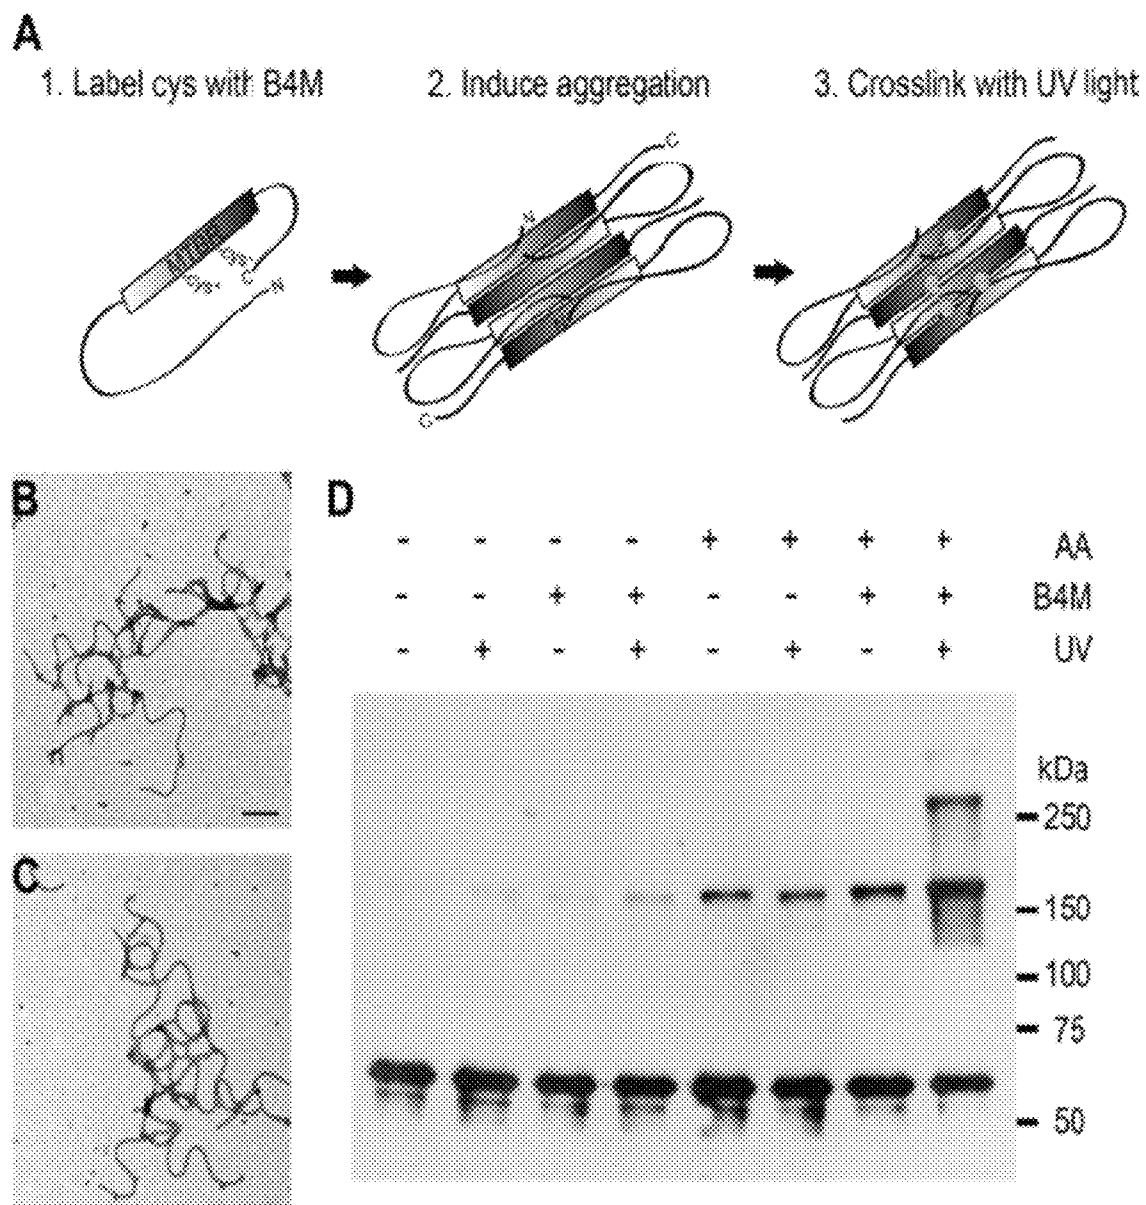 A
1. Label cys with B4M
2. Induce aggregation
3. Crosslink with UV light
C
N
C
N
C
B
D
- - - - + + + + AA
- - + + - - + + B4M
- + - + - + - + UV
kDa
250
150
100
75
50
C